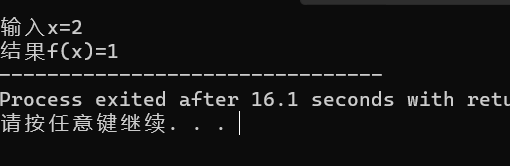 输入x=2
结果f(x)=1
--------------------------------
Process exited after 16.1 seconds with retu
请按任意键继续. . .